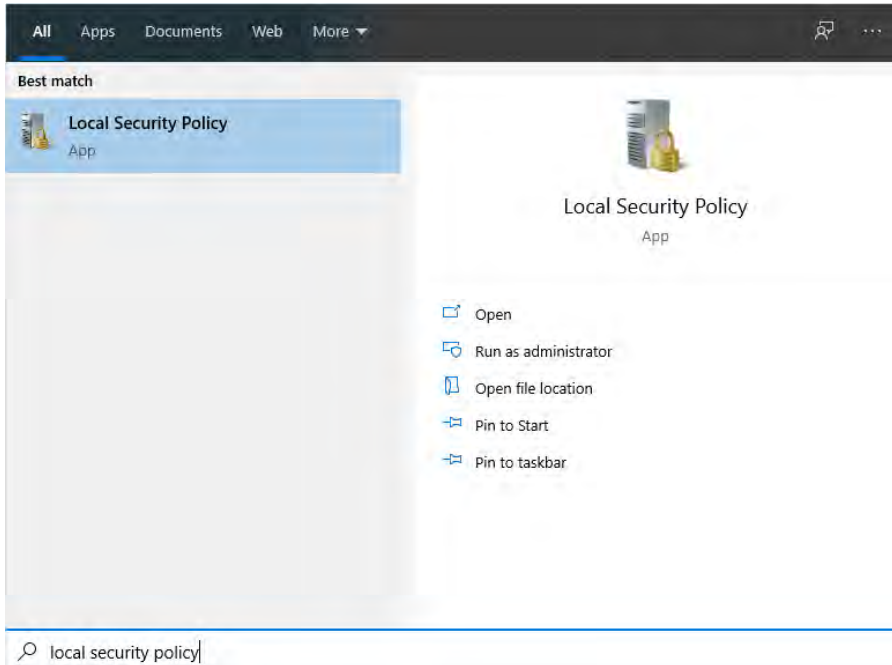 All Apps Documents Web More
Best match
Local Security Policy
App
Local Security Policy
App
Open
Run as administrator
Open file location
Pin to Start
Pin to taskbar
local security policy